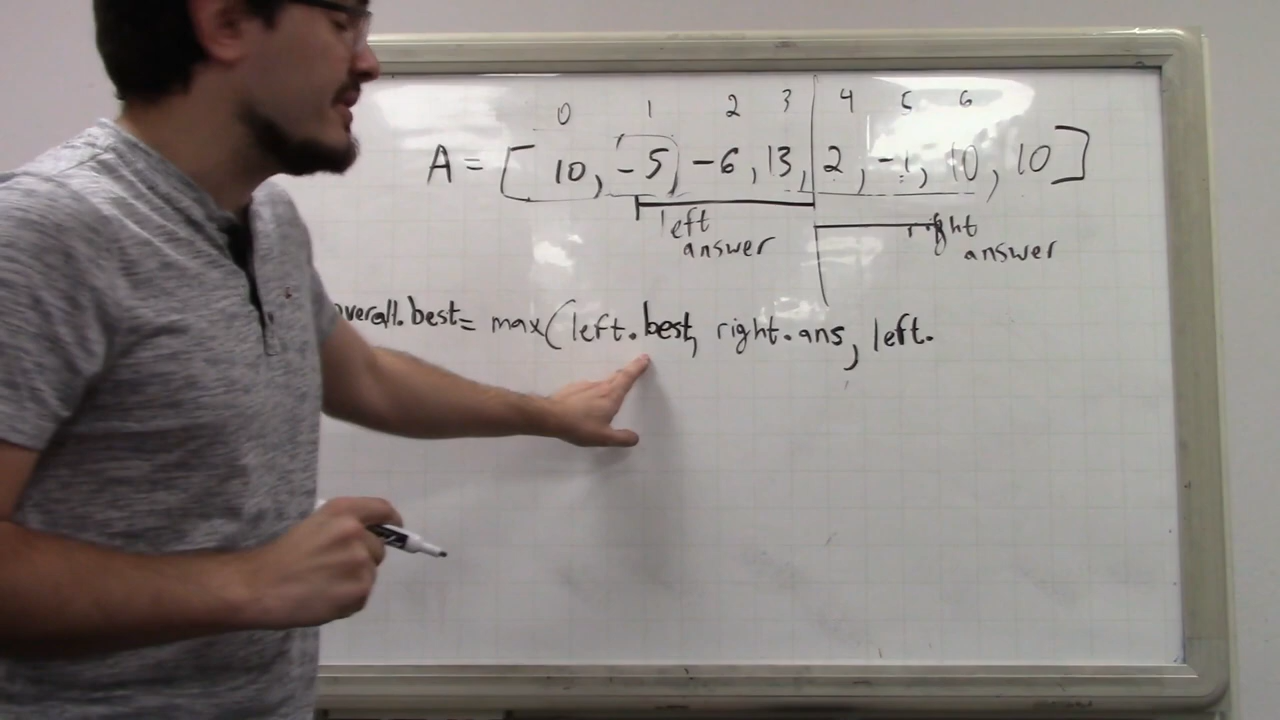 0 1 2 3 4 5 6
A = [ 10, -5, -6, 13, 2, -1, 10, 10 ]
left right
answer answer
overall.best= max(left.best, right.ans, left.